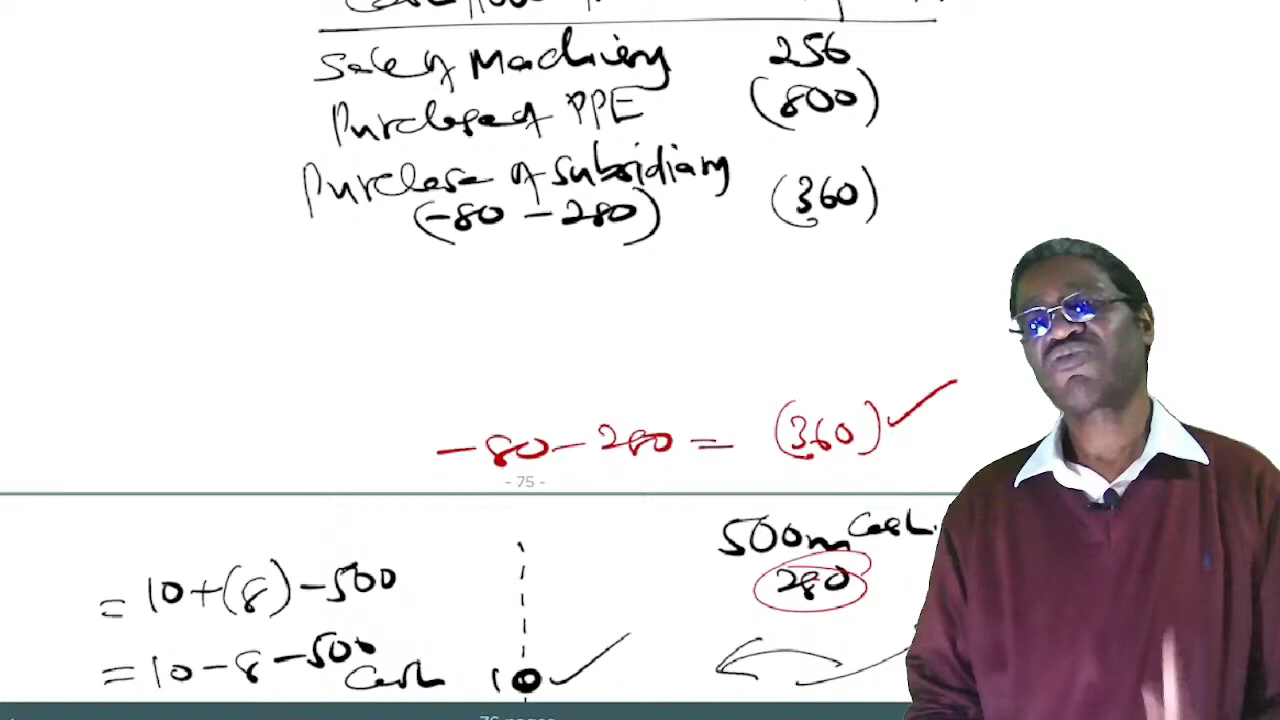 Sale of Machinery 256
Purchase of PPE (800)
Purchase of subsidiary (360)
(-80 - 280)
-80 - 280 = (360)
- 75 -
500m Cash
280
= 10+(8) - 500
= 10 - 8 - 500
Cash 10